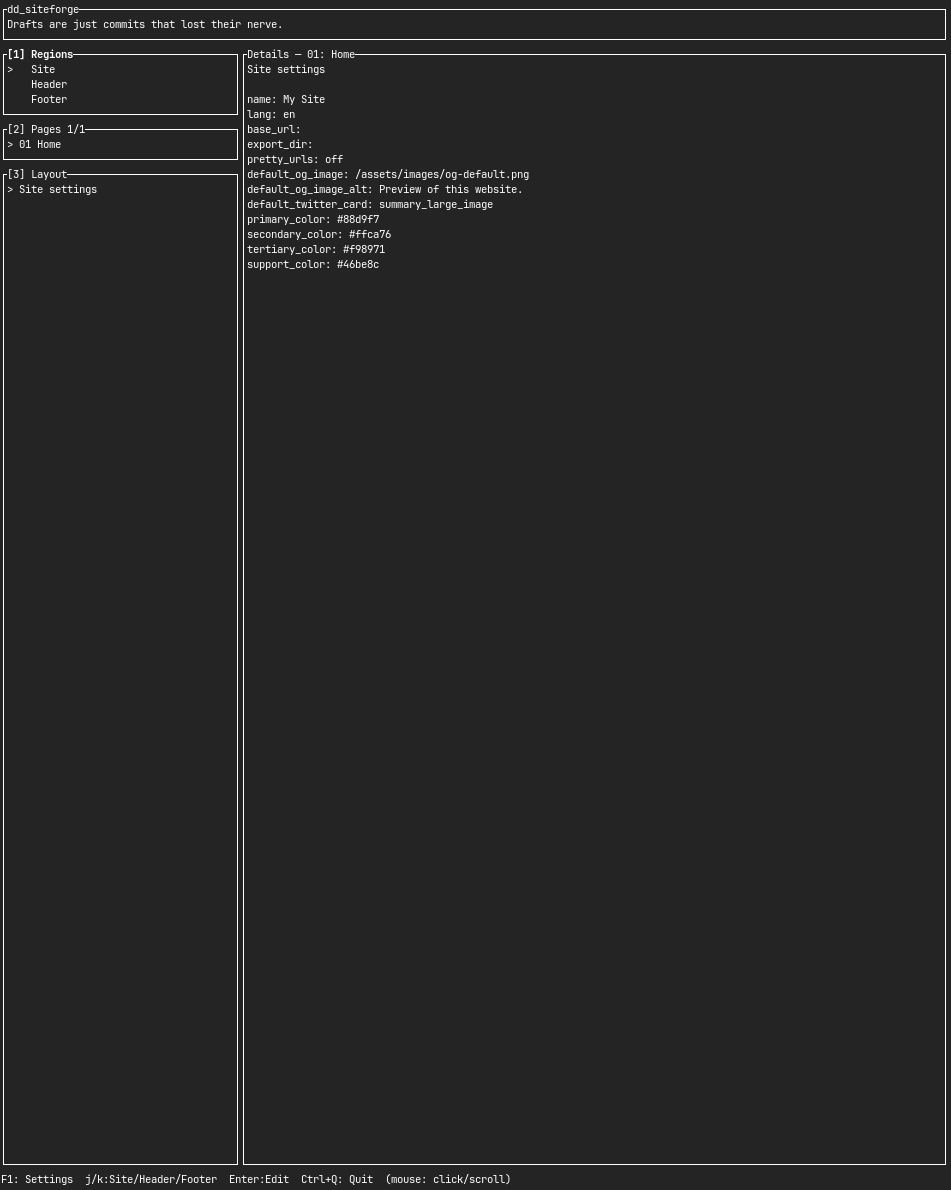 dd_siteforge
Drafts are just commits that lost their nerve.
[1] Regions
> Site
Header
Footer
[2] Pages 1/1
> 01 Home
[3] Layout
> Site settings
Details — 01: Home
Site settings
name: My Site
lang: en
base_url:
export_dir:
pretty_urls: off
default_og_image: /assets/images/og-default.png
default_og_image_alt: Preview of this website.
default_twitter_card: summary_large_image
primary_color: #88d9f7
secondary_color: #ffca76
tertiary_color: #f98971
support_color: #46be8c
F1: Settings  j/k:Site/Header/Footer  Enter:Edit  Ctrl+Q: Quit  (mouse: click/scroll)